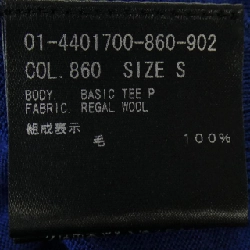 01-4401700-860-902
COL.860 SIZE S
BODY. BASIC TEE P
FABRIC. REGAL WOOL
組成表示
毛 100%